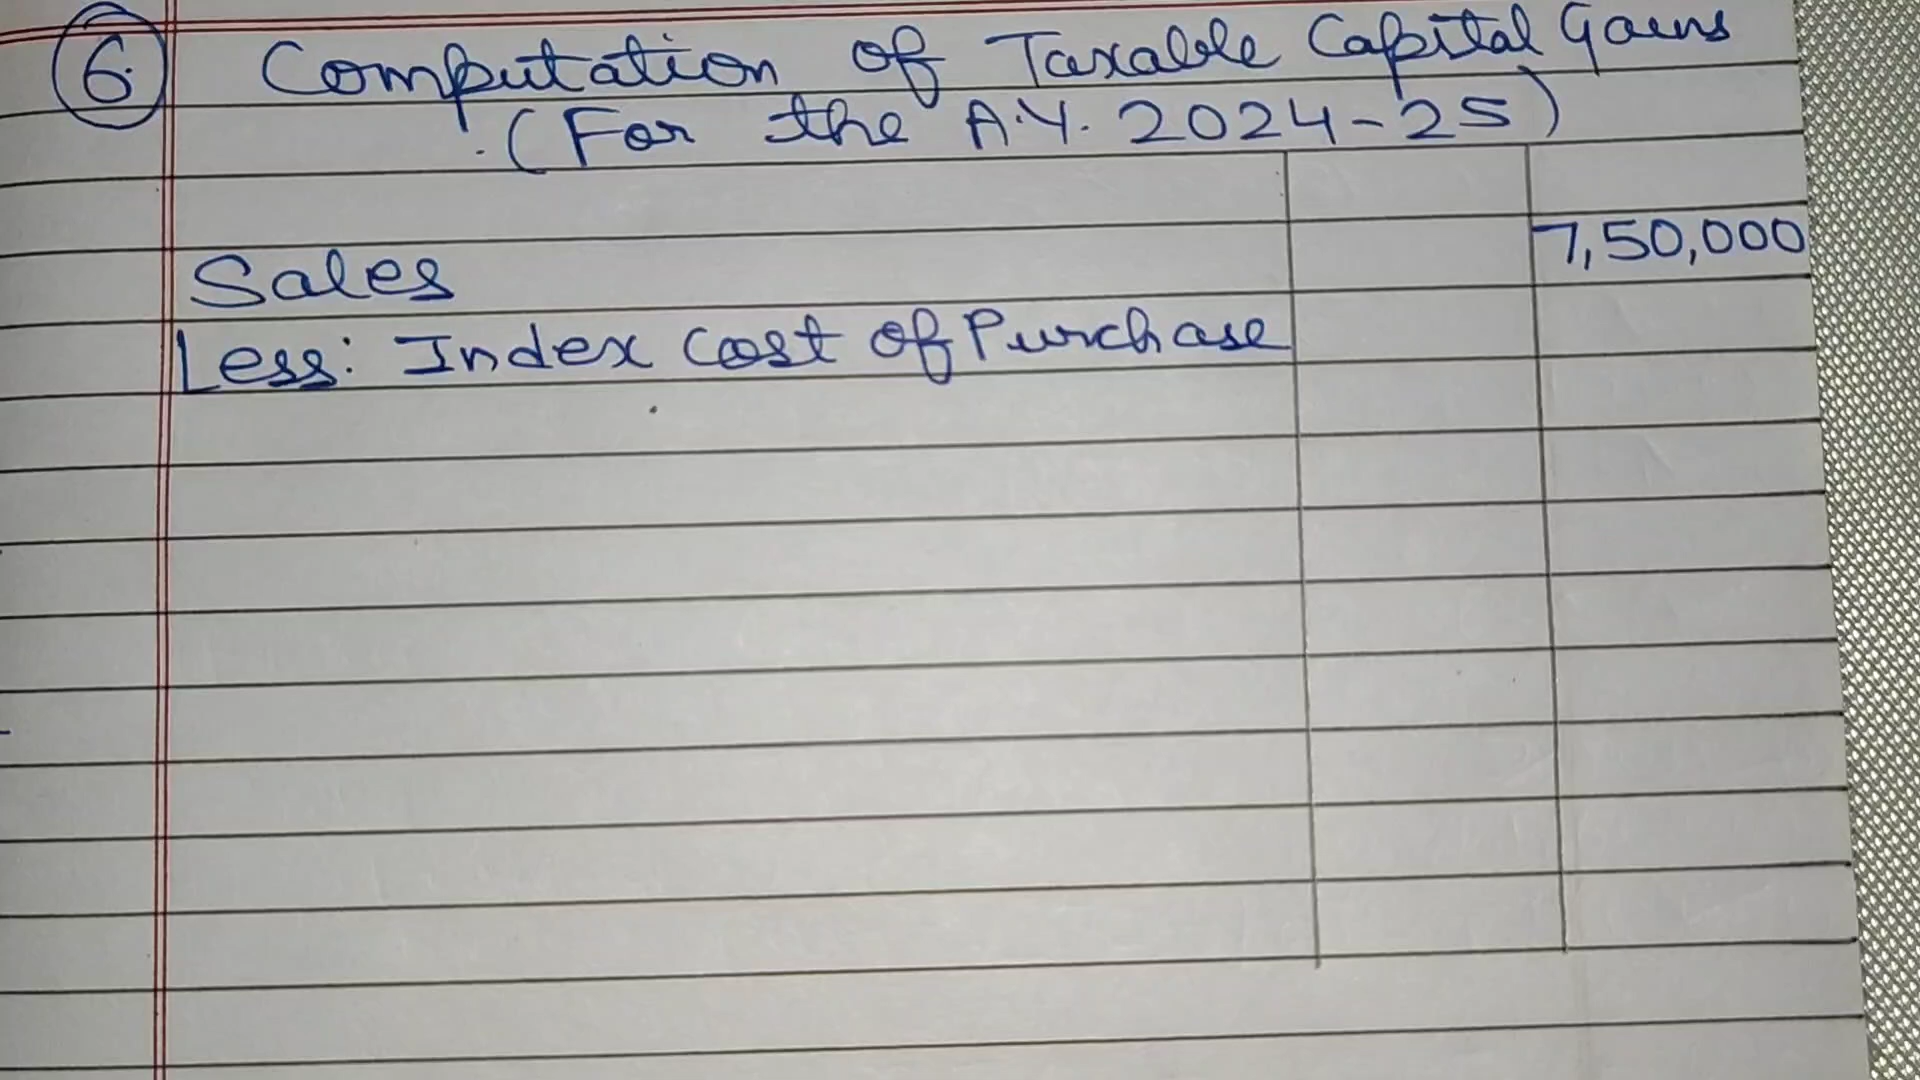 6. Computation of Taxable Capital Gains
(For the A.Y. 2024-25)
Sales 7,50,000
Less: Index Cost of Purchase